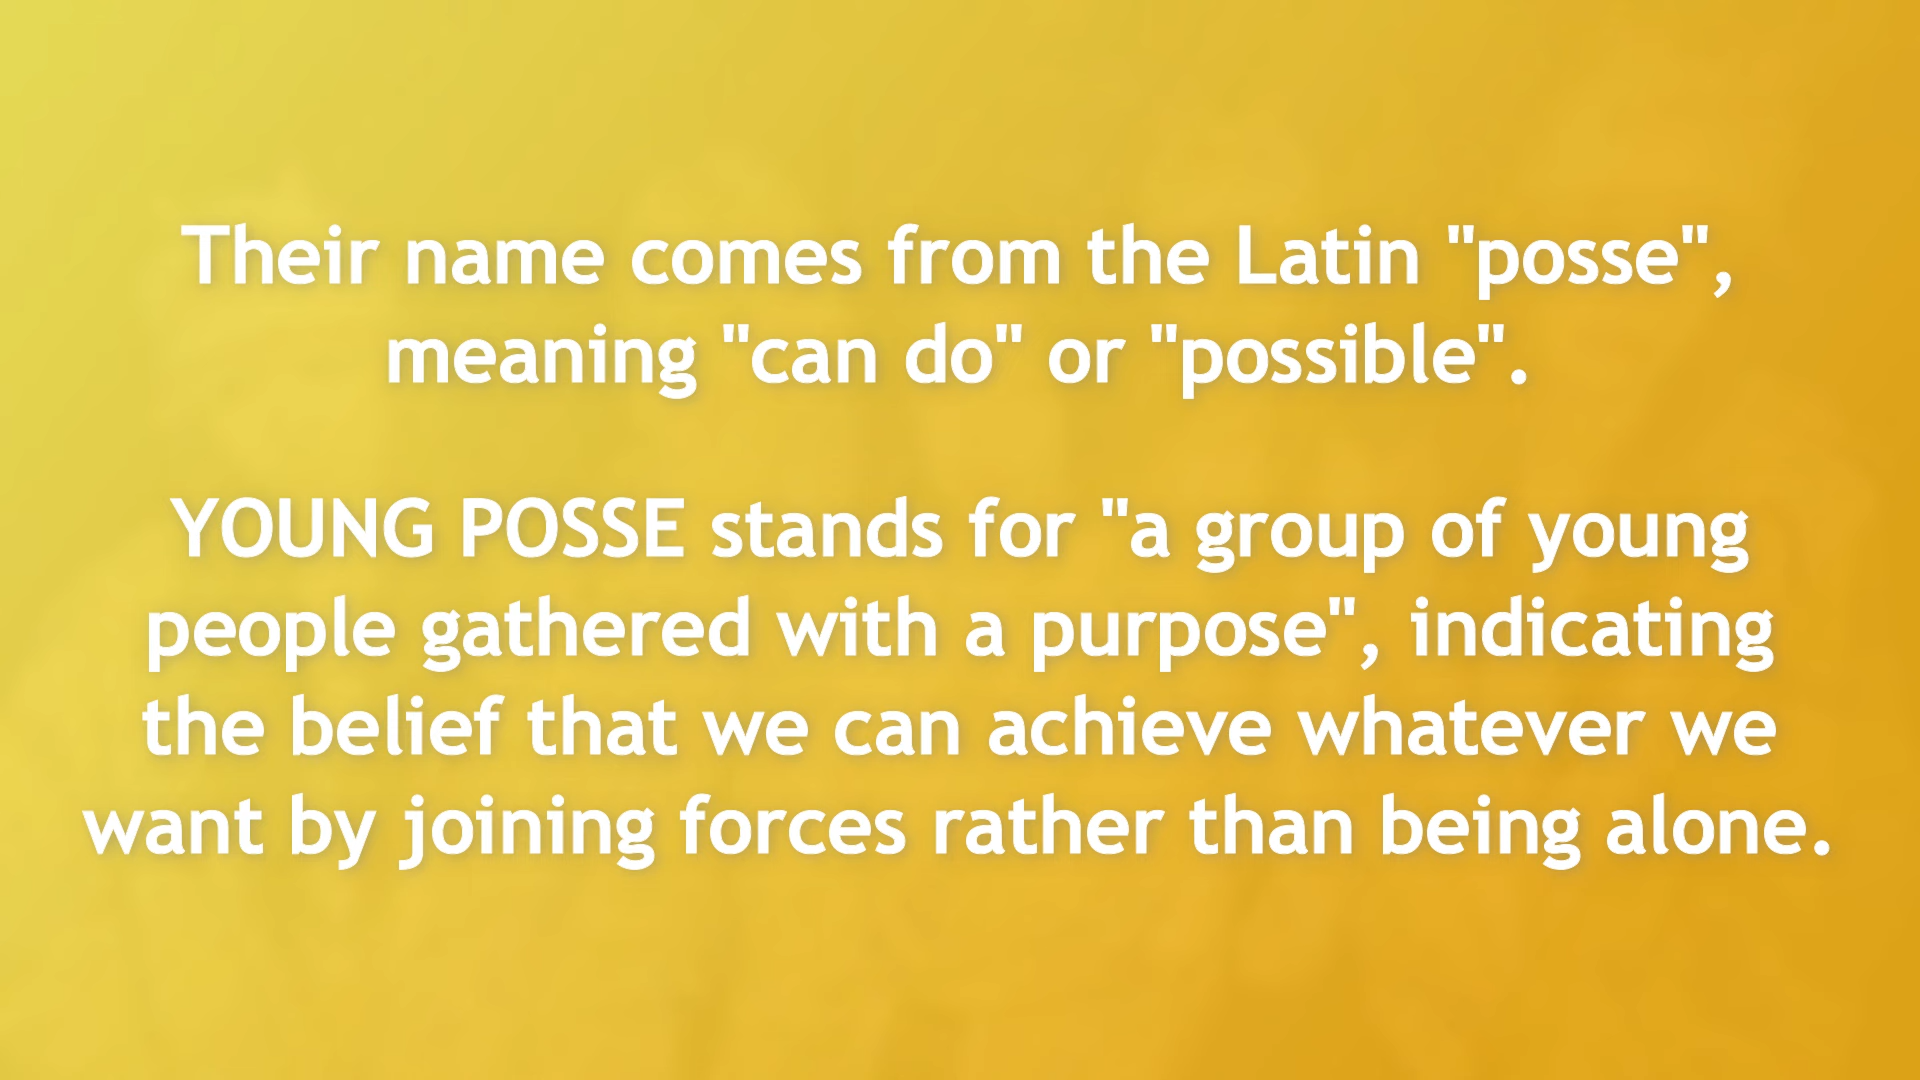 Their name comes from the Latin "posse",
meaning "can do" or "possible".
YOUNG POSSE stands for "a group of young
people gathered with a purpose", indicating
the belief that we can achieve whatever we
want by joining forces rather than being alone.